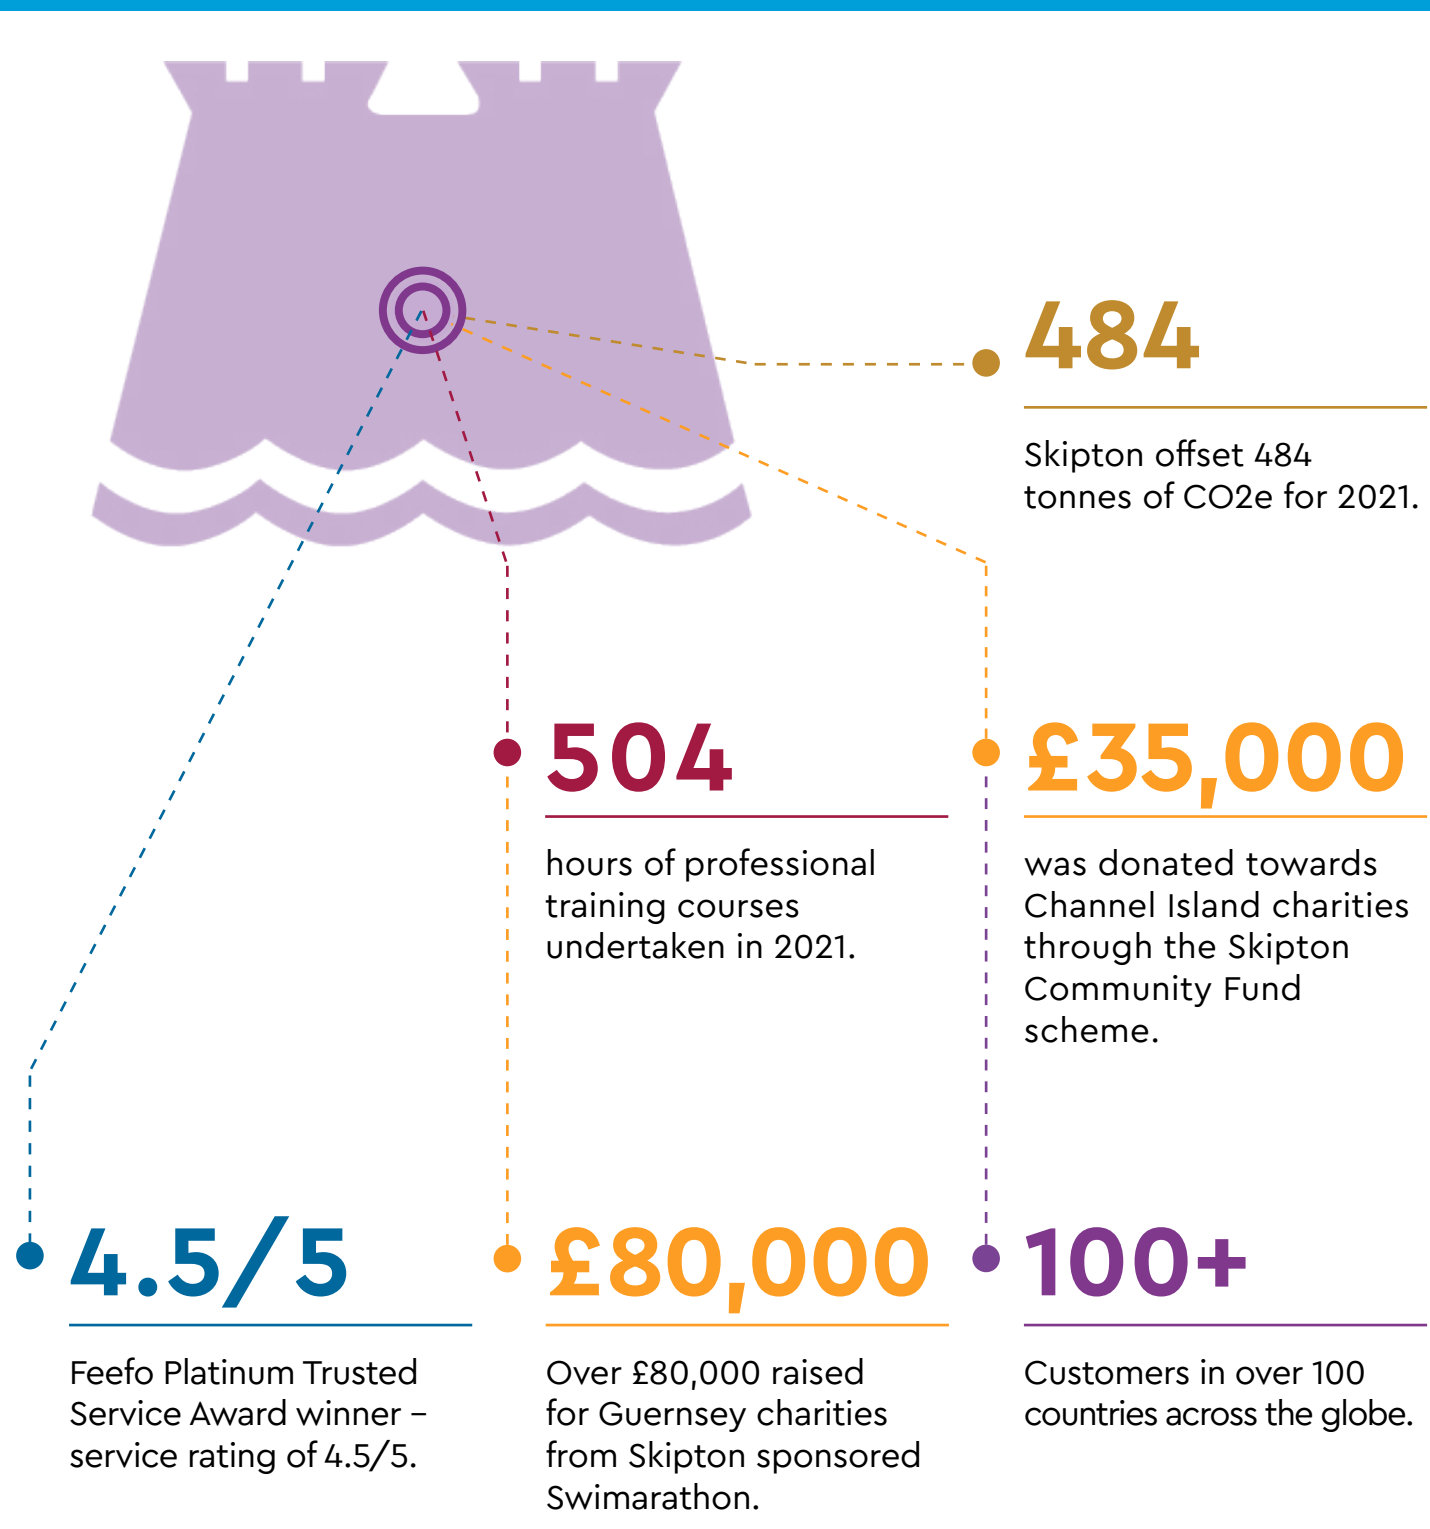 484
Skipton offset 484
tonnes of CO2e for 2021.
504
hours of professional
training courses
undertaken in 2021.
£35,000
was donated towards
Channel Island charities
through the Skipton
Community Fund
scheme.
4.5/5
Feefo Platinum Trusted
Service Award winner –
service rating of 4.5/5.
£80,000
Over £80,000 raised
for Guernsey charities
from Skipton sponsored
Swimarathon.
100+
Customers in over 100
countries across the globe.